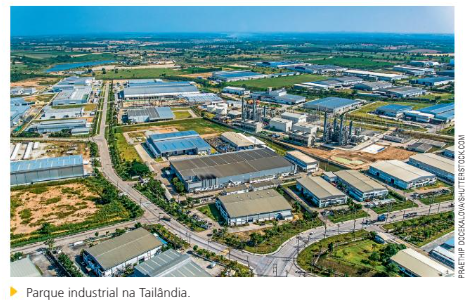 PRAETHIP DOCEKALOVA/SHUTTERSTOCK.COM
Parque industrial na Tailândia.